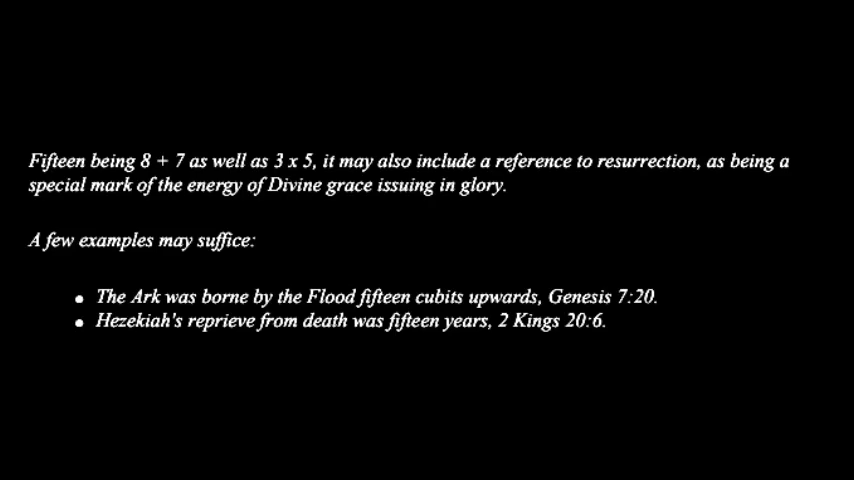 Fifteen being 8 + 7 as well as 3 x 5, it may also include a reference to resurrection, as being a
special mark of the energy of Divine grace issuing in glory.
A few examples may suffice:
• The Ark was borne by the Flood fifteen cubits upwards, Genesis 7:20.
• Hezekiah's reprieve from death was fifteen years, 2 Kings 20:6.